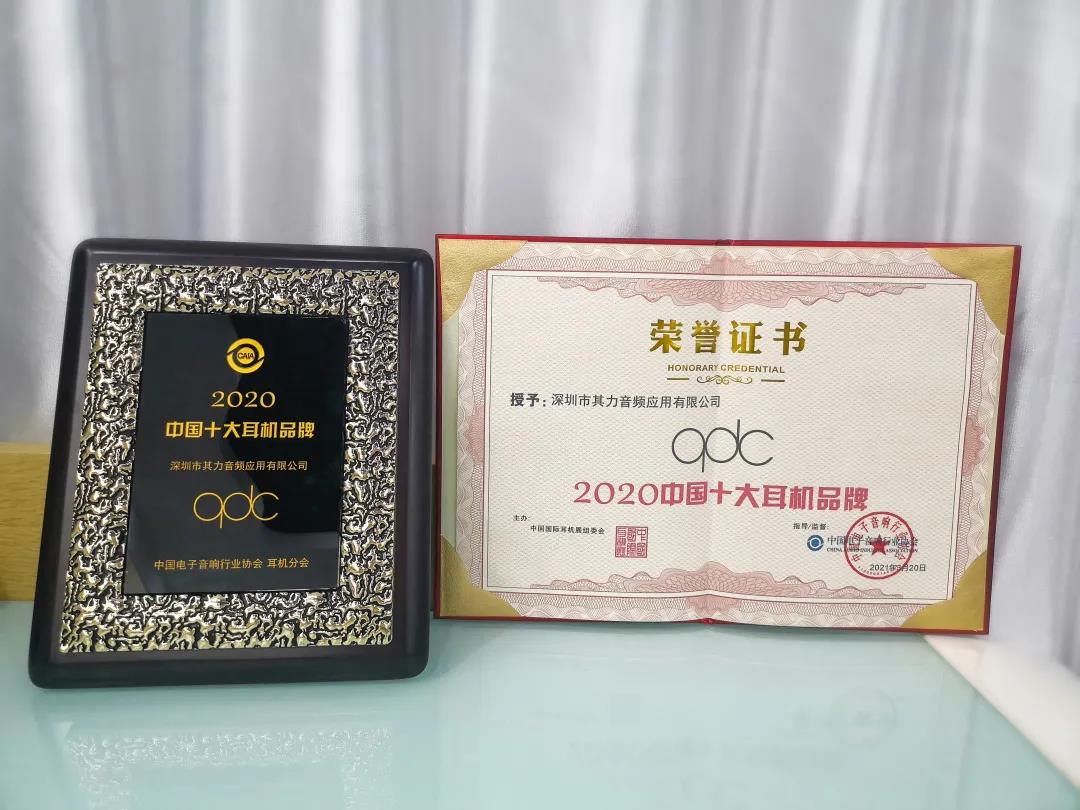 CAIA
2020
中国十大耳机品牌
深圳市其力音频应用有限公司
qdc
中国电子音响行业协会 耳机分会
荣誉证书
HONORARY CREDENTIAL
授予:深圳市其力音频应用有限公司
qdc
2020中国十大耳机品牌
主办:
中国国际耳机展组委会
指导/监督:
中国电子音响行业协会
CHINA AUDIO INDUSTRY ASSOCIATION